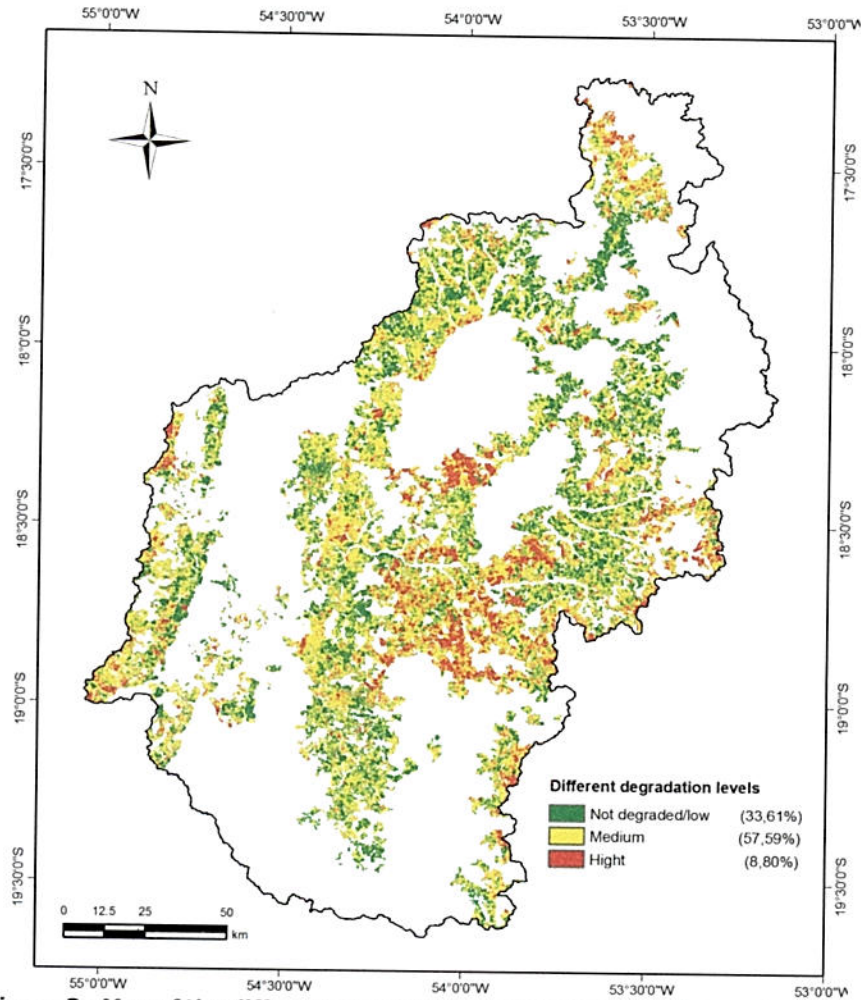 55°0'0"W 54°30'0"W 54°0'0"W 53°30'0"W 53°0'0"W
N
17°30'0"S 17°30'0"S
18°0'0"S 18°0'0"S
18°30'0"S 18°30'0"S
19°0'0"S 19°0'0"S
Different degradation levels
Not degraded/low (33,61%)
Medium (57,59%)
Hight (8,80%)
19°30'0"S 19°30'0"S
0 12.5 25 50
km
55°0'0"W 54°30'0"W 54°0'0"W 53°30'0"W 53°0'0"W